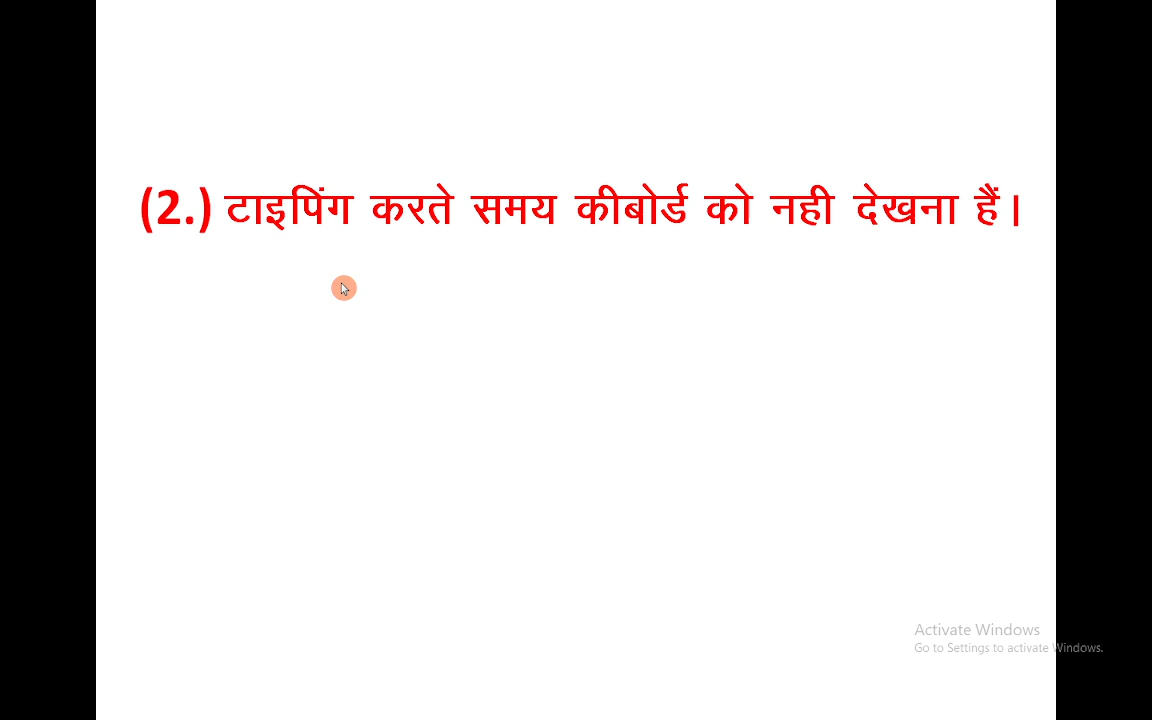 (2.) टाइपिंग करते समय कीबोर्ड को नही देखना हैं।
Activate Windows
Go to Settings to activate Windows.